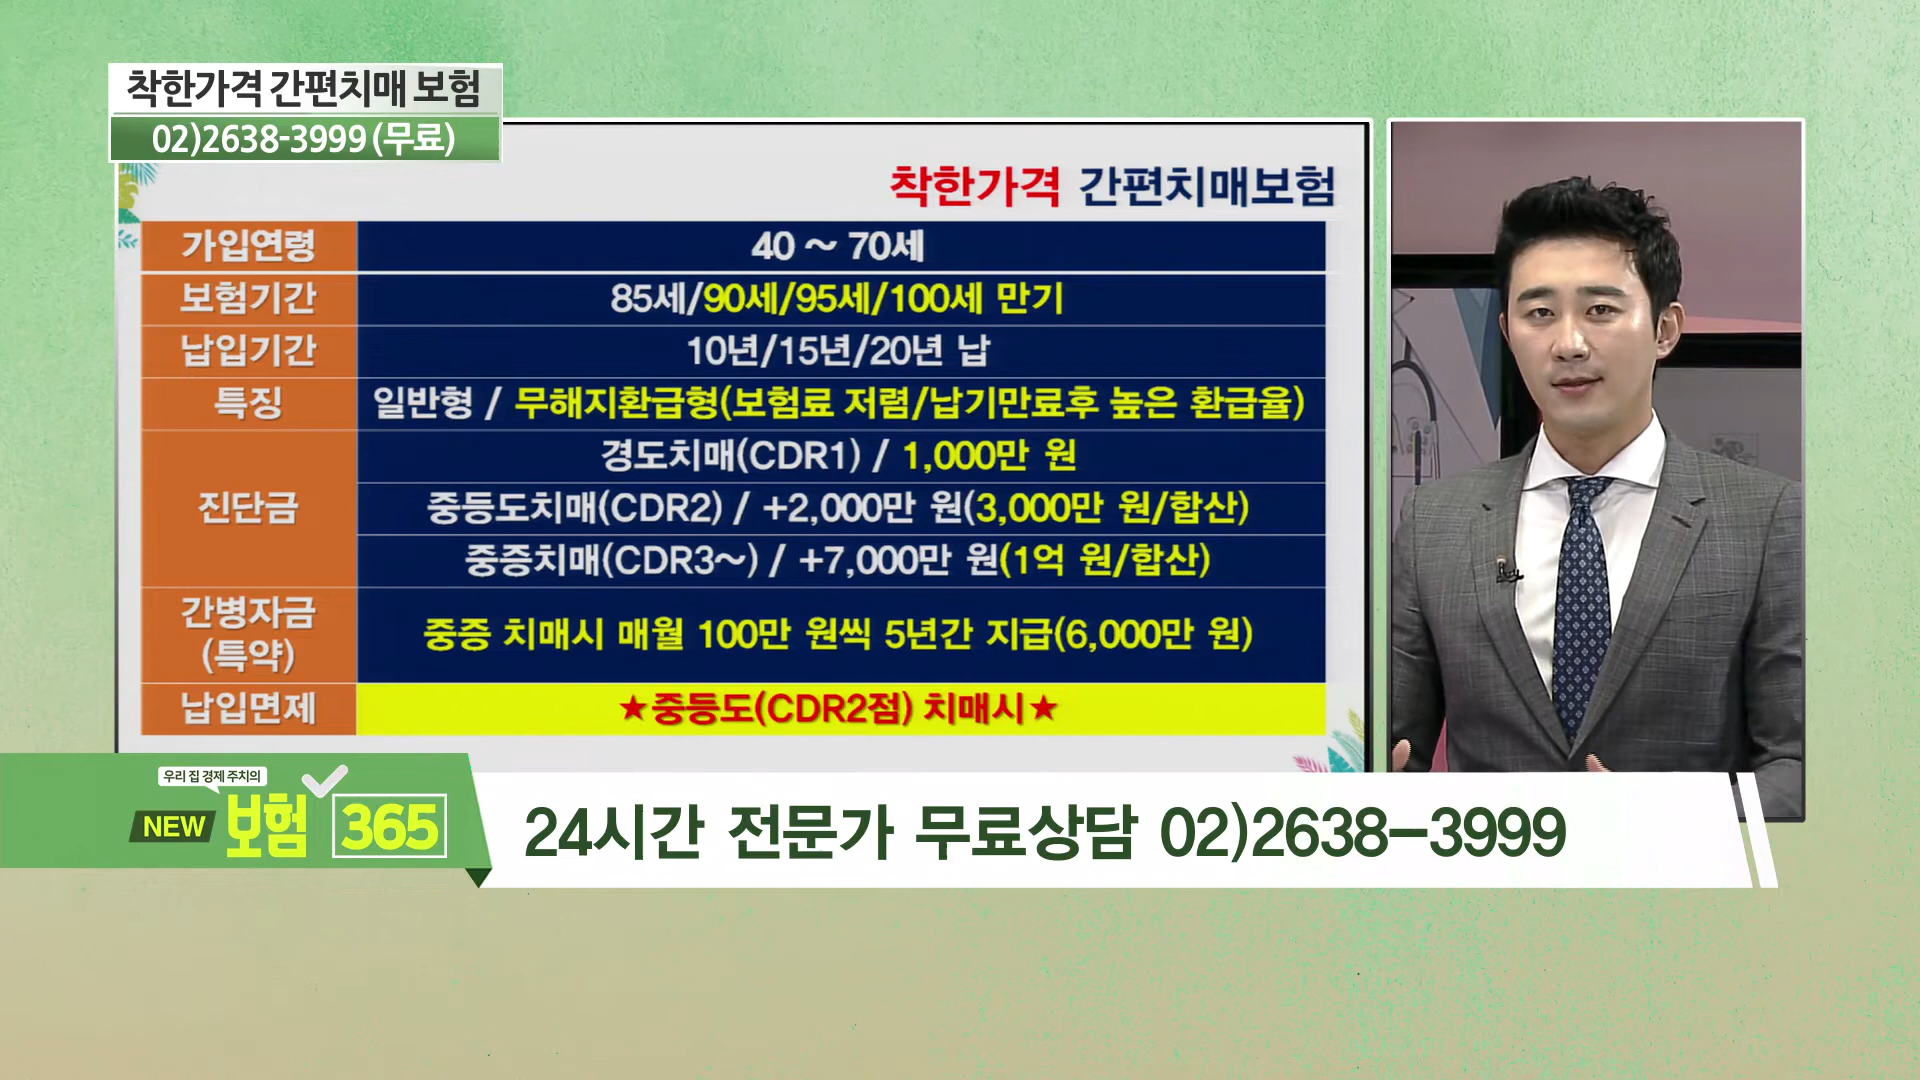 착한가격 간편치매 보험
02)2638-3999 (무료)
착한가격 간편치매보험
가입연령 40 ~ 70세
보험기간 85세/90세/95세/100세 만기
납입기간 10년/15년/20년 납
특징 일반형 / 무해지환급형(보험료 저렴/납기만료후 높은 환급율)
진단금 경도치매(CDR1) / 1,000만 원
중등도치매(CDR2) / +2,000만 원(3,000만 원/합산)
중증치매(CDR3~) / +7,000만 원(1억 원/합산)
간병자금
(특약) 중증 치매시 매월 100만 원씩 5년간 지급(6,000만 원)
납입면제 ★중등도(CDR2점) 치매시★
우리 집 경제 주치의
NEW 보험 365
24시간 전문가 무료상담 02)2638-3999